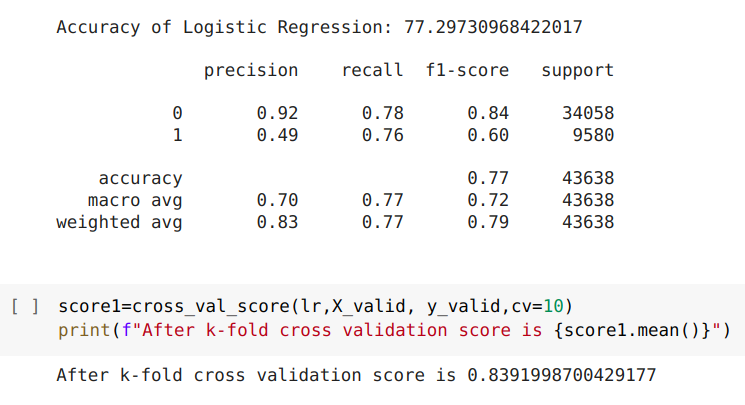 Accuracy of Logistic Regression: 77.29730968422017
precision recall f1-score support
0 0.92 0.78 0.84 34058
1 0.49 0.76 0.60 9580
accuracy 0.77 43638
macro avg 0.70 0.77 0.72 43638
weighted avg 0.83 0.77 0.79 43638
[ ] score1=cross_val_score(lr,X_valid, y_valid,cv=10)
print(f"After k-fold cross validation score is {score1.mean()}")
After k-fold cross validation score is 0.8391998700429177